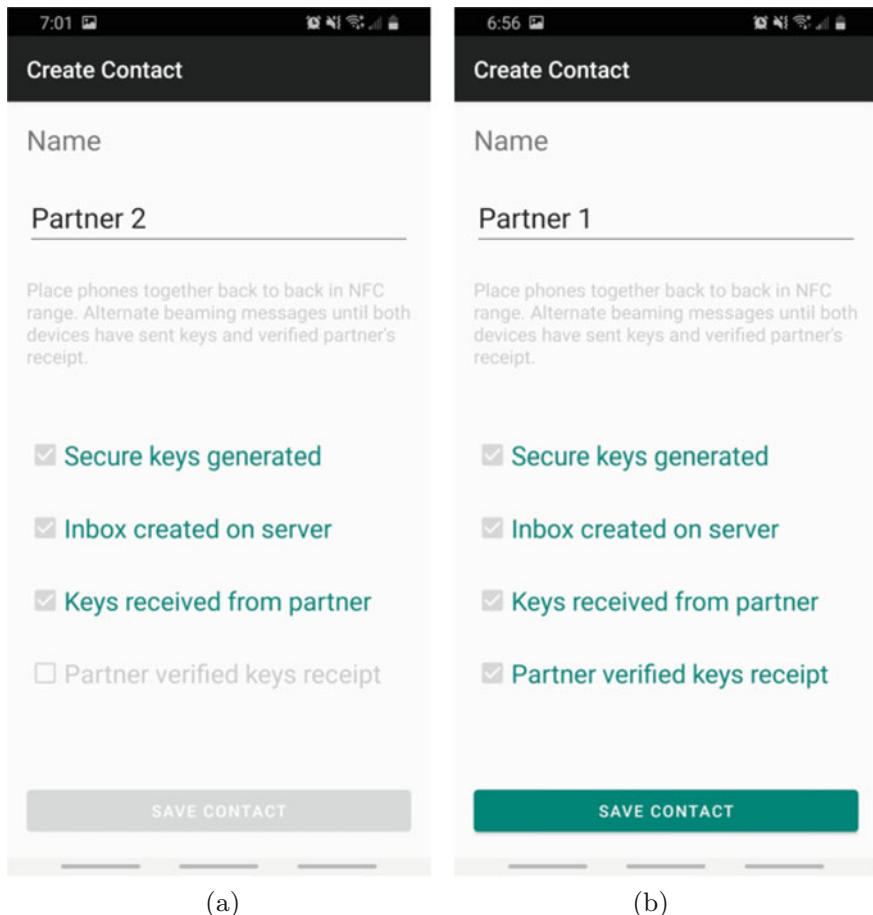 7:01
Create Contact
Name
Partner 2
Place phones together back to back in NFC
range. Alternate beaming messages until both
devices have sent keys and verified partner's
receipt.
Secure keys generated
Inbox created on server
Keys received from partner
Partner verified keys receipt
SAVE CONTACT
(a)
6:56
Create Contact
Name
Partner 1
Place phones together back to back in NFC
range. Alternate beaming messages until both
devices have sent keys and verified partner's
receipt.
Secure keys generated
Inbox created on server
Keys received from partner
Partner verified keys receipt
SAVE CONTACT
(b)